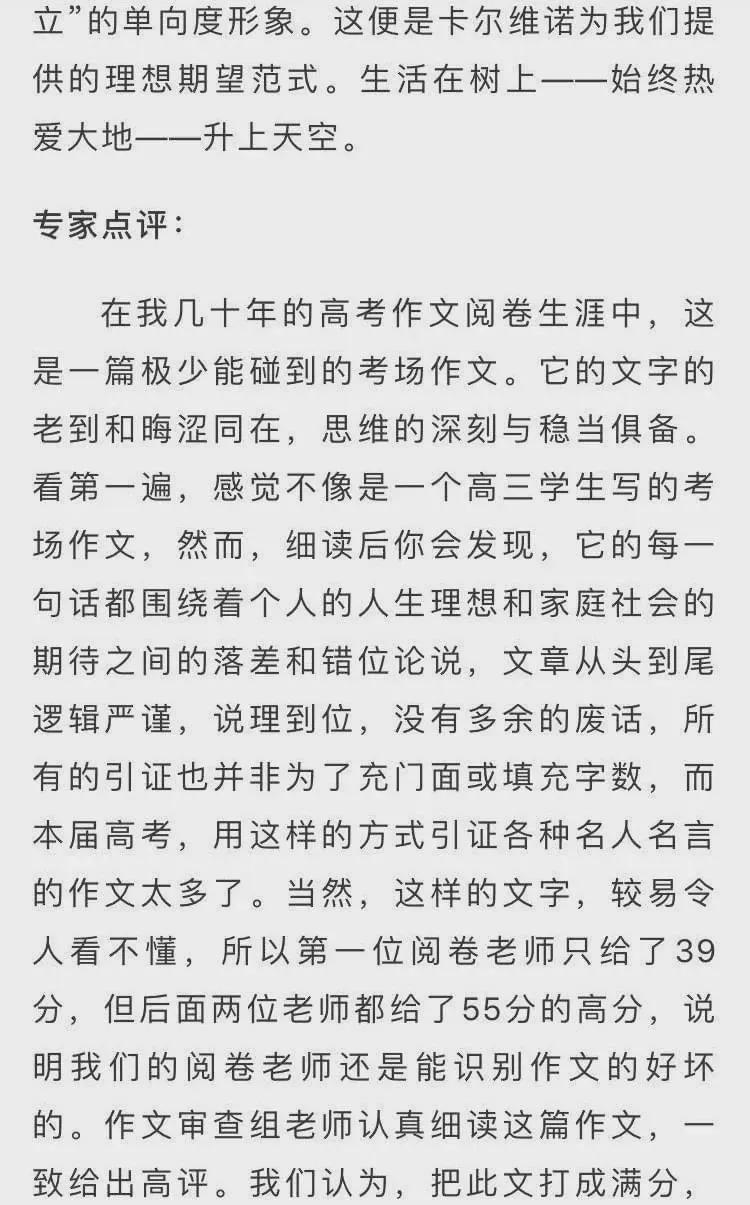 立”的单向度形象。这便是卡尔维诺为我们提
供的理想期望范式。生活在树上——始终热
爱大地——升上天空。
专家点评：
在我几十年的高考作文阅卷生涯中，这
是一篇极少能碰到的考场作文。它的文字的
老到和晦涩同在，思维的深刻与稳当俱备。
看第一遍，感觉不像是一个高三学生写的考
场作文，然而，细读后你会发现，它的每一
句话都围绕着个人的人生理想和家庭社会的
期待之间的落差和错位论说，文章从头到尾
逻辑严谨，说理到位，没有多余的废话，所
有的引证也并非为了充门面或填充字数，而
本届高考，用这样的方式引证各种名人名言
的作文太多了。当然，这样的文字，较易令
人看不懂，所以第一位阅卷老师只给了39
分，但后面两位老师都给了55分的高分，说
明我们的阅卷老师还是能识别作文的好坏
的。作文审查组老师认真细读这篇作文，一
致给出高评。我们认为，把此文打成满分，